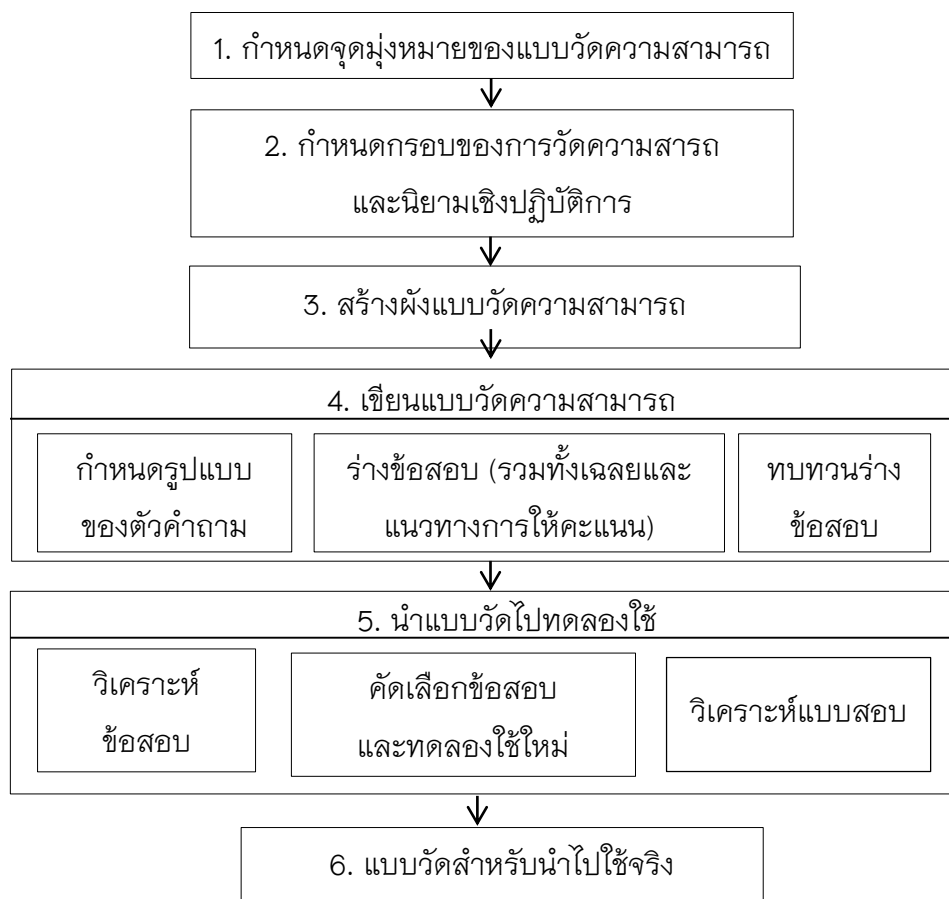 1. กำหนดจุดมุ่งหมายของแบบวัดความสามารถ
2. กำหนดกรอบของการวัดความสารถ
และนิยามเชิงปฏิบัติการ
3. สร้างผังแบบวัดความสามารถ
4. เขียนแบบวัดความสามารถ
กำหนดรูปแบบ
ของตัวคำถาม
ร่างข้อสอบ (รวมทั้งเฉลยและ
แนวทางการให้คะแนน)
ทบทวนร่าง
ข้อสอบ
5. นำแบบวัดไปทดลองใช้
วิเคราะห์
ข้อสอบ
คัดเลือกข้อสอบ
และทดลองใช้ใหม่
วิเคราะห์แบบสอบ
6. แบบวัดสำหรับนำไปใช้จริง